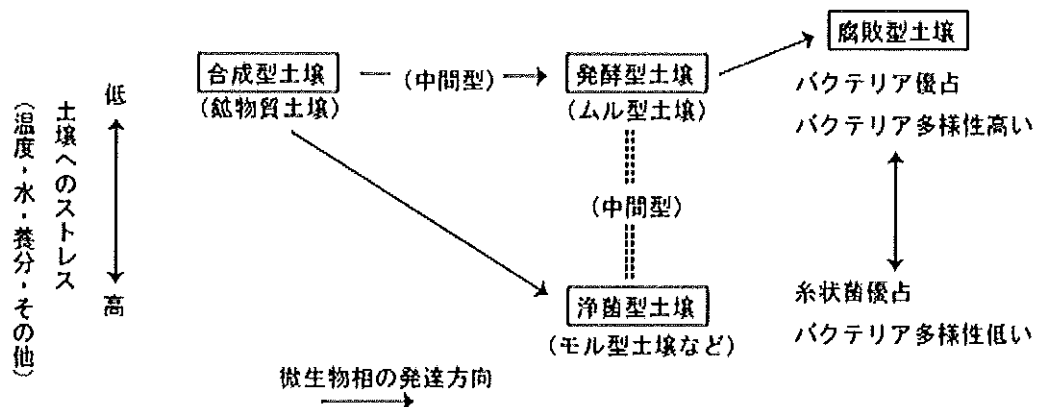 腐敗型土壌
合成型土壌
(中間型)
発酵型土壌
(鉱物質土壌)
(ムル型土壌)
バクテリア優占
バクテリア多様性高い
低
土壌へのストレス
(温度・水・養分・その他)
(中間型)
高
浄菌型土壌
(モル型土壌など)
糸状菌優占
バクテリア多様性低い
微生物相の発達方向